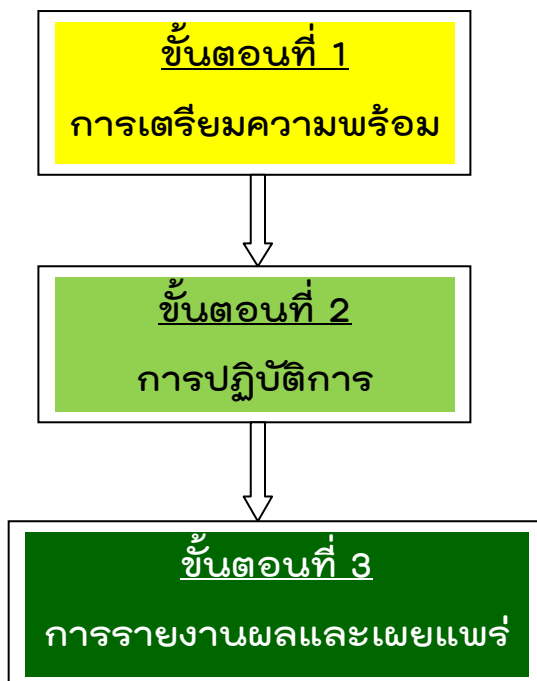 ขั้นตอนที่ 1
การเตรียมความพร้อม
ขั้นตอนที่ 2
การปฏิบัติการ
ขั้นตอนที่ 3
การรายงานผลและเผยแพร่